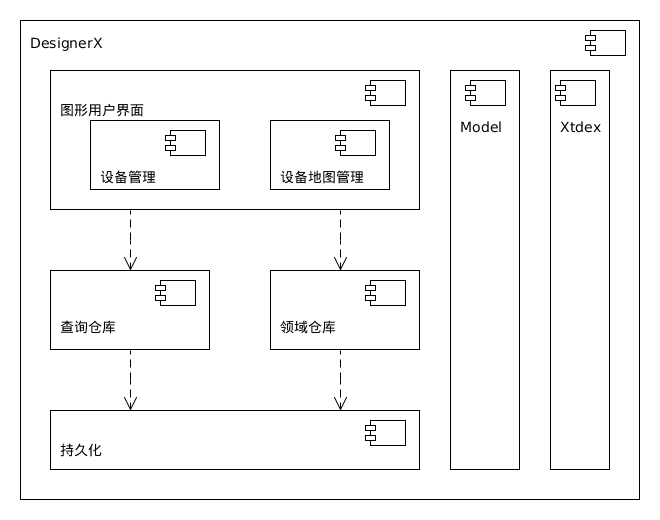 DesignerX
图形用户界面
设备管理
设备地图管理
Model
Xtdex
查询仓库
领域仓库
持久化